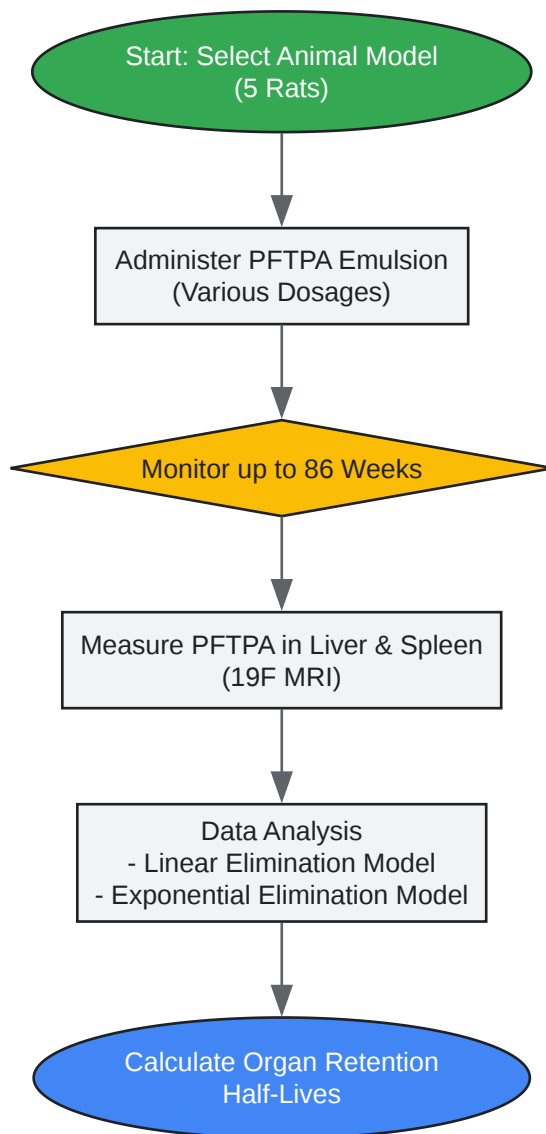 Start: Select Animal Model
(5 Rats)
Administer PFTPA Emulsion
(Various Dosages)
Monitor up to 86 Weeks
Measure PFTPA in Liver & Spleen
(19F MRI)
Data Analysis
- Linear Elimination Model
- Exponential Elimination Model
Calculate Organ Retention
Half-Lives